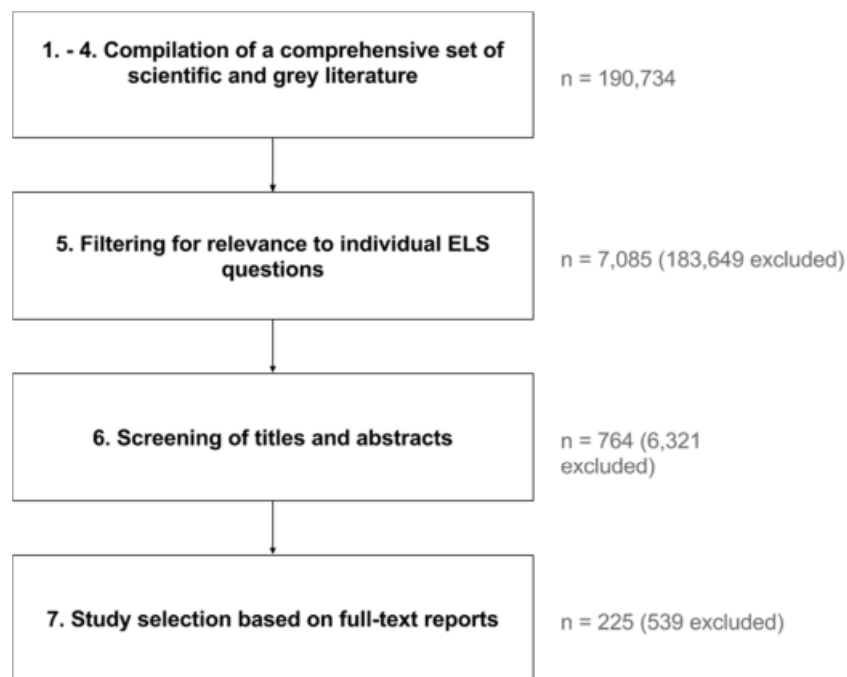 1. - 4. Compilation of a comprehensive set of
scientific and grey literature
n = 190,734
5. Filtering for relevance to individual ELS
questions
n = 7,085 (183,649 excluded)
6. Screening of titles and abstracts
n = 764 (6,321
excluded)
7. Study selection based on full-text reports
n = 225 (539 excluded)